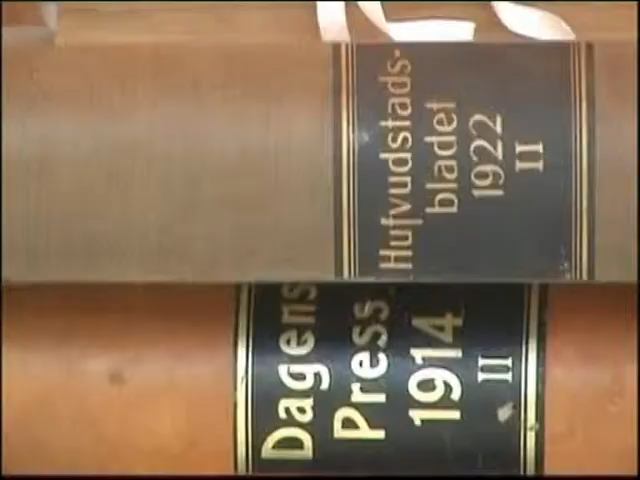 Hufvudstads-
bladet
1922
II
Dagens
Press
1914
II